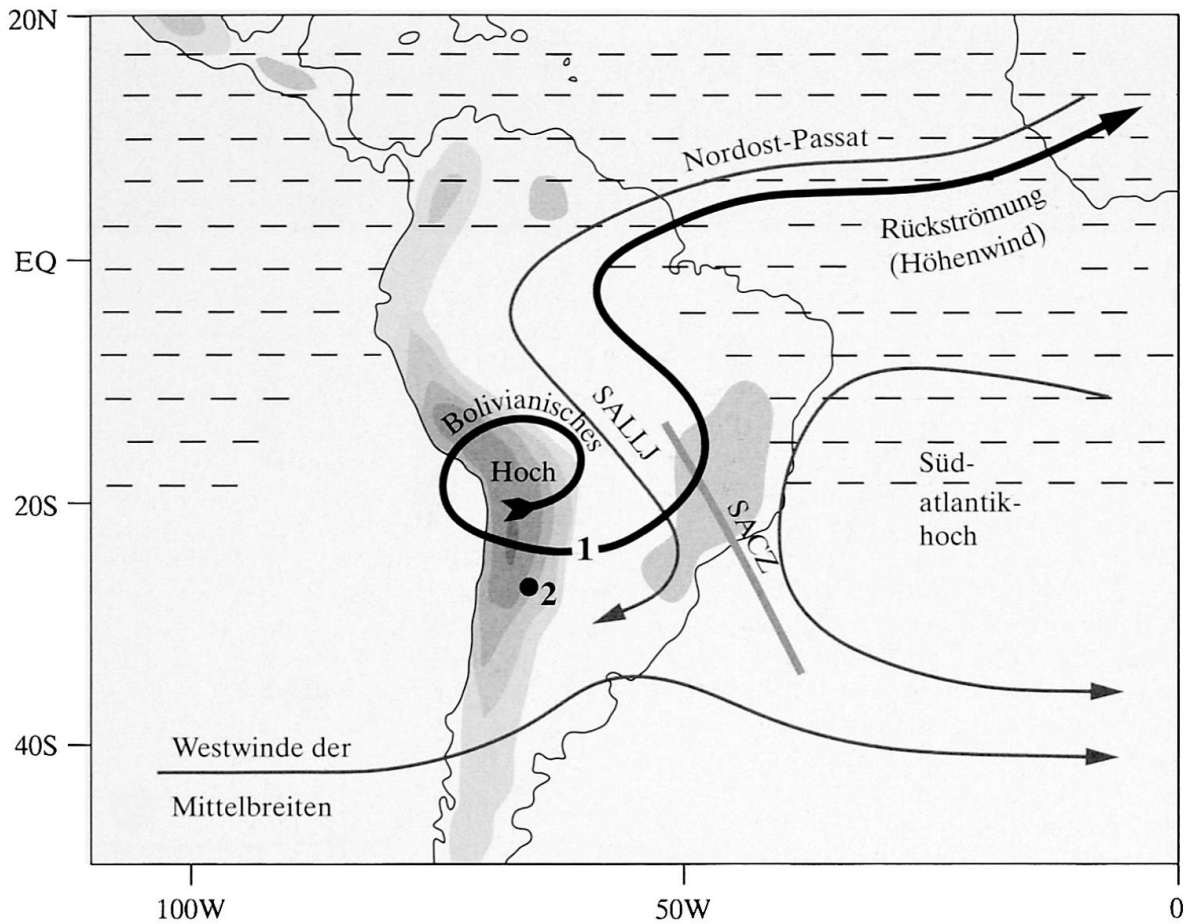 20N
EQ
20S
40S
100W
50W
0
Nordost-Passat
Rückströmung
(Höhenwind)
Bolivianisches
Hoch
SALLJ
SACZ
1
2
Süd-
atlantik-
hoch
Westwinde der
Mittelbreiten